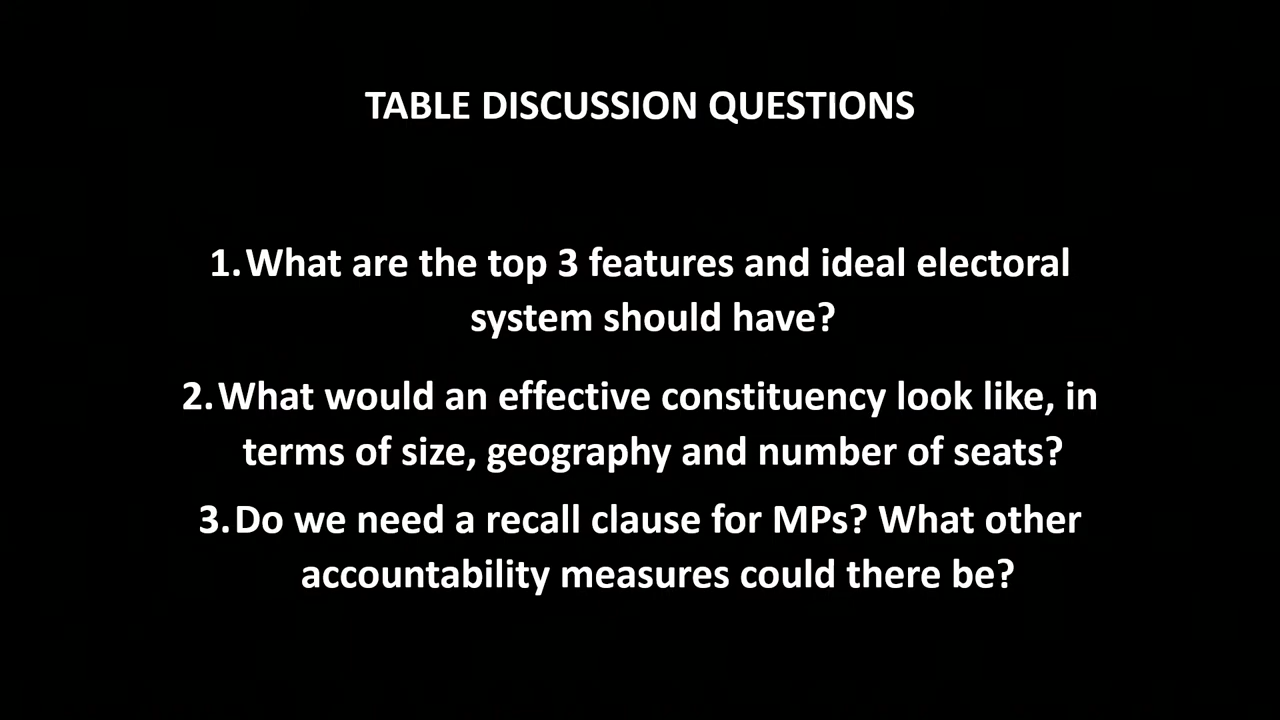 TABLE DISCUSSION QUESTIONS
1. What are the top 3 features and ideal electoral
system should have?
2. What would an effective constituency look like, in
terms of size, geography and number of seats?
3. Do we need a recall clause for MPs? What other
accountability measures could there be?